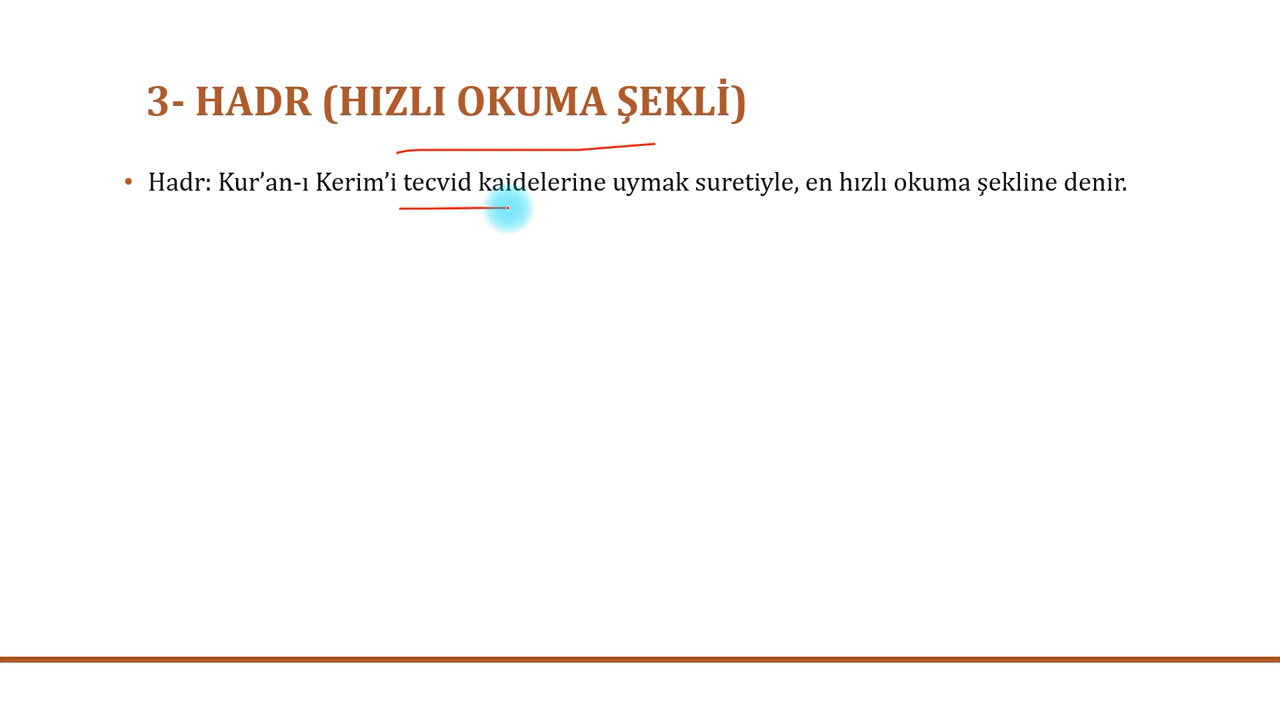 3- HADR (HIZLI OKUMA ŞEKLİ)
• Hadr: Kur’an-ı Kerim’i tecvid kaidelerine uymak suretiyle, en hızlı okuma şekline denir.